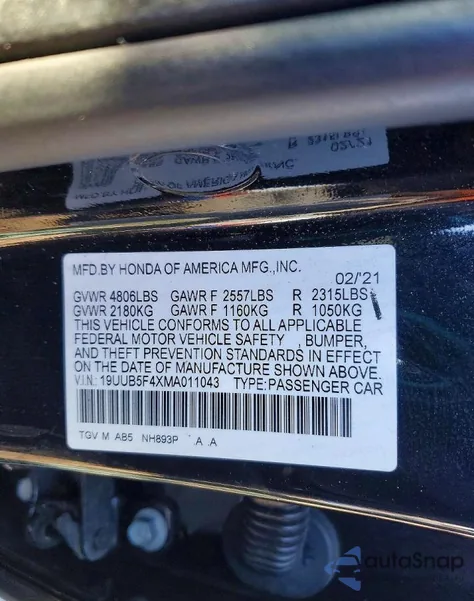 02/21
MFD.BY HONDA OF AMERICA MFG.,INC.
02/'21
GVWR 4806LBS GAWR F 2557LBS R 2315LBS
GVWR 2180KG GAWR F 1160KG R 1050KG
THIS VEHICLE CONFORMS TO ALL APPLICABLE
FEDERAL MOTOR VEHICLE SAFETY , BUMPER,
AND THEFT PREVENTION STANDARDS IN EFFECT
ON THE DATE OF MANUFACTURE SHOWN ABOVE.
V.I.N: 19UUB5F4XMA011043 TYPE:PASSENGER CAR
TGV M AB5 NH893P .A .A
autoSnap